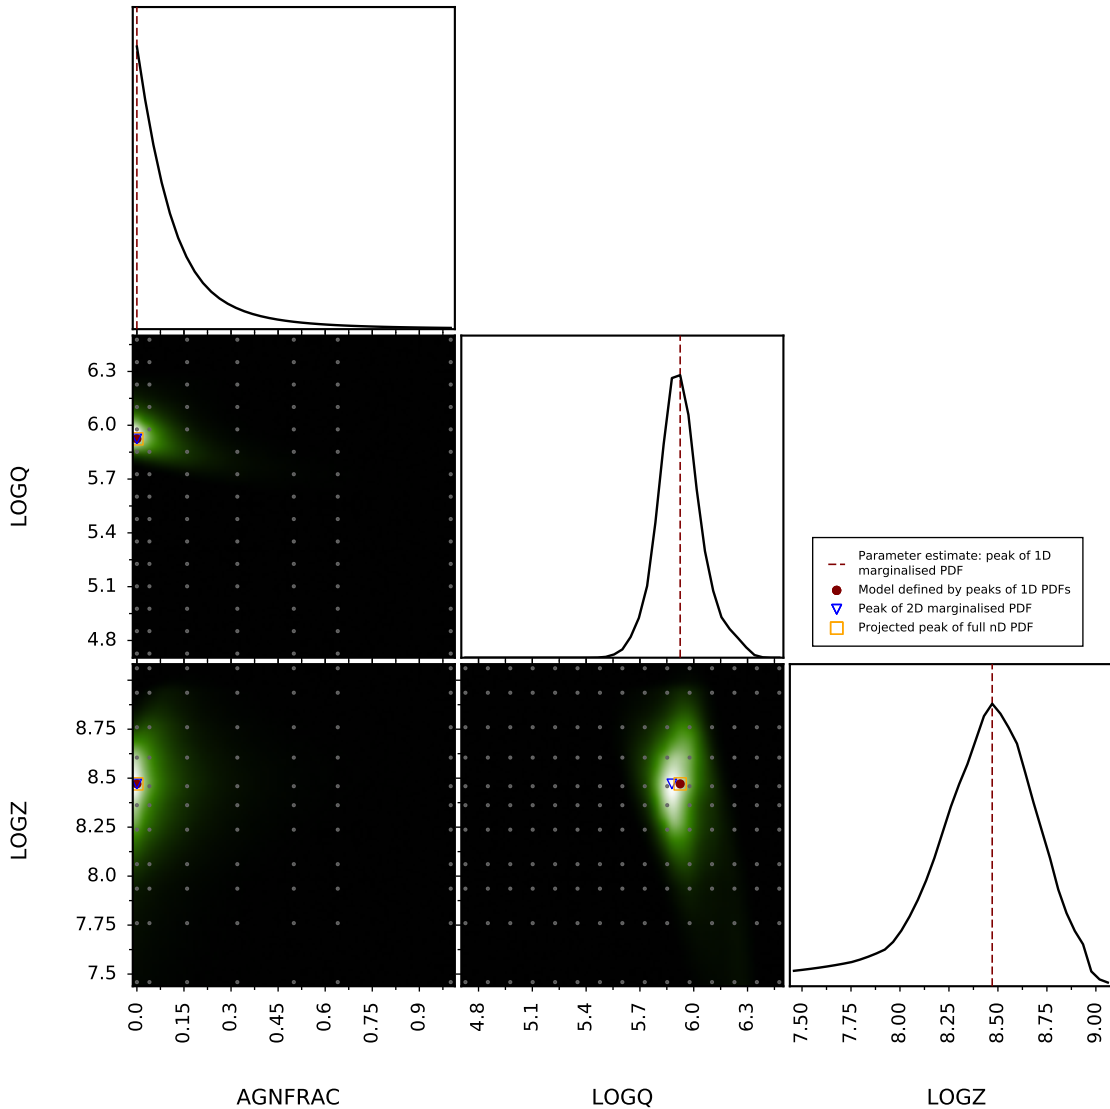 6.3
6.0
5.7
5.4
5.1
4.8
LOGQ
Parameter estimate: peak of 1D
marginalised PDF
Model defined by peaks of 1D PDFs
Peak of 2D marginalised PDF
Projected peak of full nD PDF
8.75
8.5
8.25
8.0
7.75
7.5
LOGZ
0.0 0.15 0.3 0.45 0.6 0.75 0.9
4.8 5.1 5.4 5.7 6.0 6.3
7.50 7.75 8.00 8.25 8.50 8.75 9.00
AGNFRAC
LOGQ
LOGZ